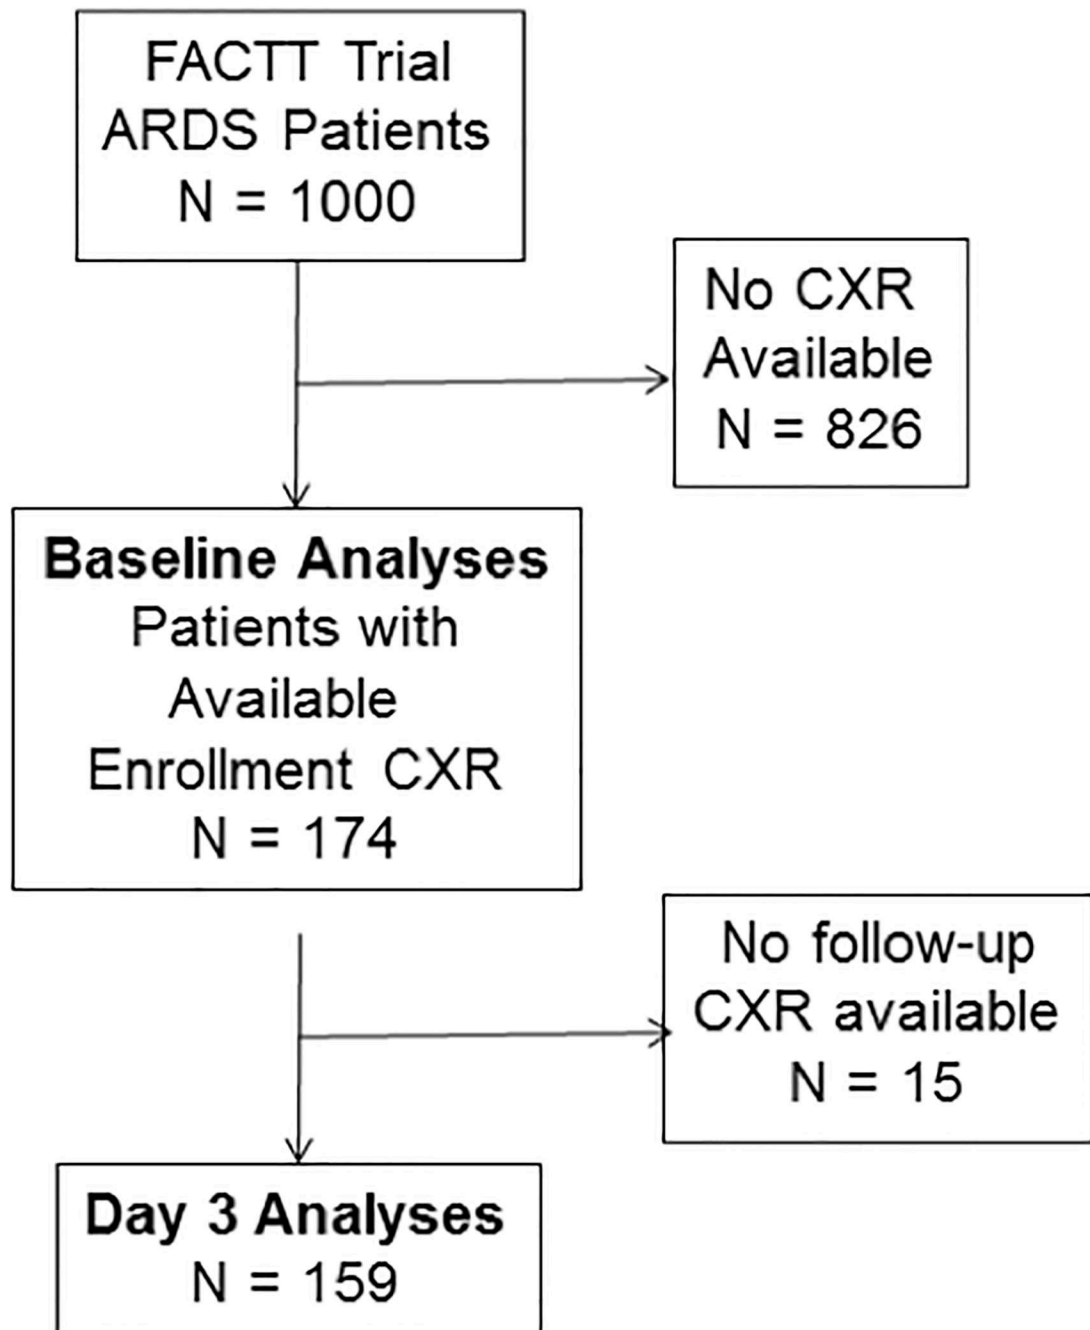 FACTT Trial
ARDS Patients
N = 1000
No CXR
Available
N = 826
Baseline Analyses
Patients with
Available
Enrollment CXR
N = 174
No follow-up
CXR available
N = 15
Day 3 Analyses
N = 159